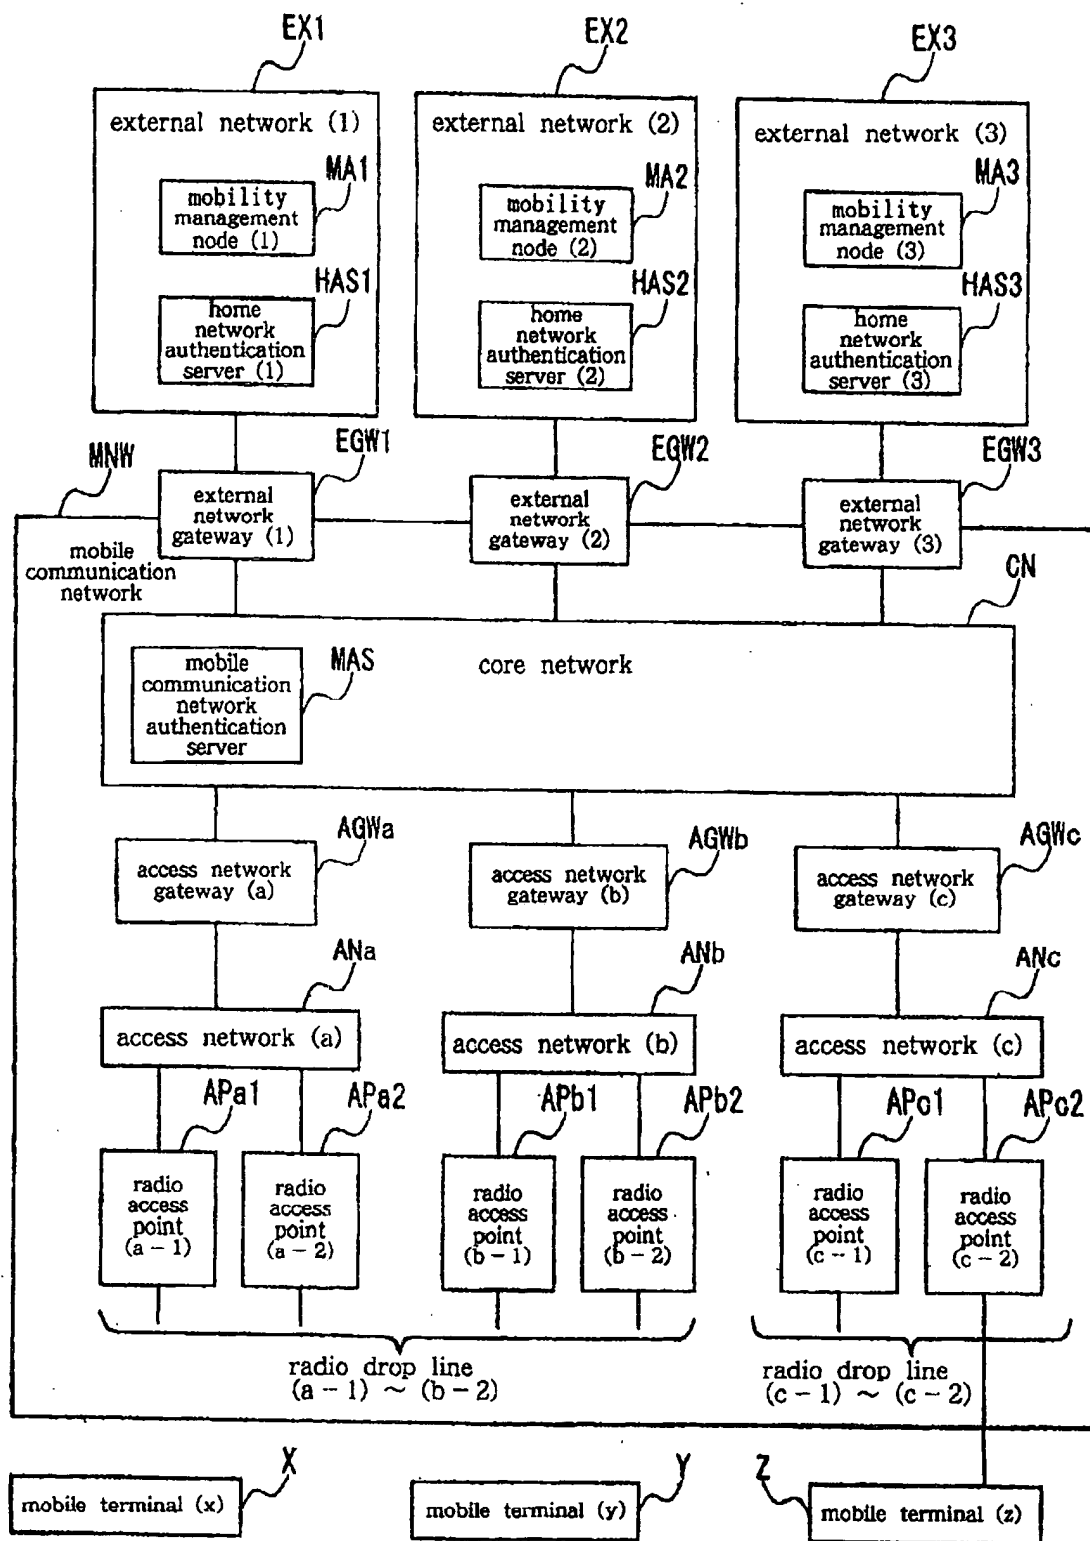 EX1
EX2
EX3
external network (1)
external network (2)
external network (3)
MA1
MA2
MA3
mobility
management
node (1)
mobility
management
node (2)
mobility
management
node (3)
HAS1
HAS2
HAS3
home
network
authentication
server (1)
home
network
authentication
server (2)
home
network
authentication
server (3)
MNW
EGW1
EGW2
EGW3
external
network
gateway (1)
external
network
gateway (2)
external
network
gateway (3)
mobile
communication
network
CN
mobile
communication
network
authentication
server
MAS
core network
AGWa
AGWb
AGWc
access network
gateway (a)
access network
gateway (b)
access network
gateway (c)
ANa
ANb
ANc
access network (a)
access network (b)
access network (c)
APa1
APa2
APb1
APb2
APc1
APc2
radio
access
point
(a-1)
radio
access
point
(a-2)
radio
access
point
(b-1)
radio
access
point
(b-2)
radio
access
point
(c-1)
radio
access
point
(c-2)
radio drop line
(a-1) ~ (b-2)
radio drop line
(c-1) ~ (c-2)
X
Y
Z
mobile terminal (x)
mobile terminal (y)
mobile terminal (z)